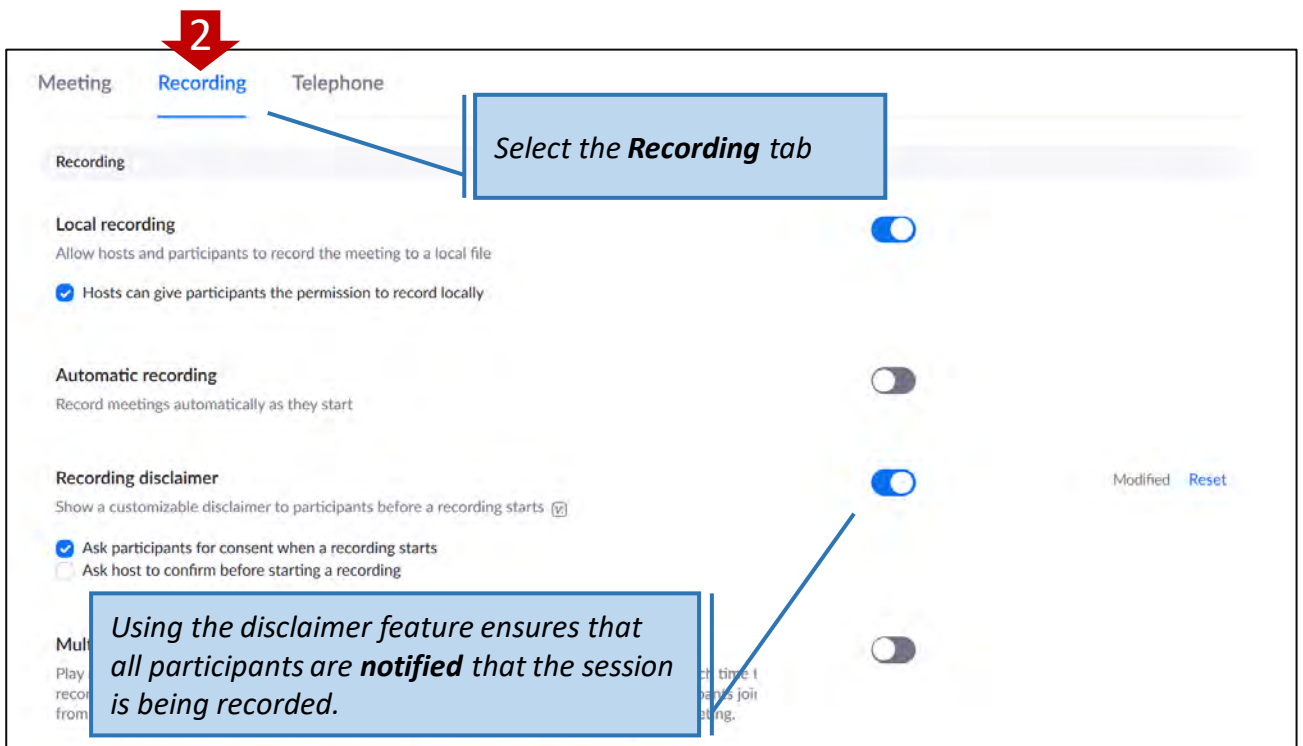 2
Meeting Recording Telephone
Select the Recording tab
Recording
Local recording
Allow hosts and participants to record the meeting to a local file
Hosts can give participants the permission to record locally
Automatic recording
Record meetings automatically as they start
Recording disclaimer
Modified Reset
Show a customizable disclaimer to participants before a recording starts
Ask participants for consent when a recording starts
Ask host to confirm before starting a recording
Using the disclaimer feature ensures that
all participants are notified that the session
is being recorded.
Play
time
from